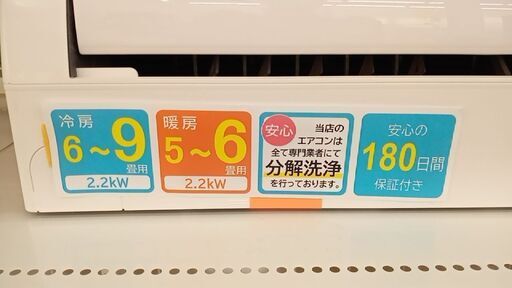 冷房
6～9
畳用
2.2kW
暖房
5～6
畳用
2.2kW
安心
当店の
エアコンは
全て専門業者にて
分解洗浄
を行っております。
安心の
180日間
保証付き